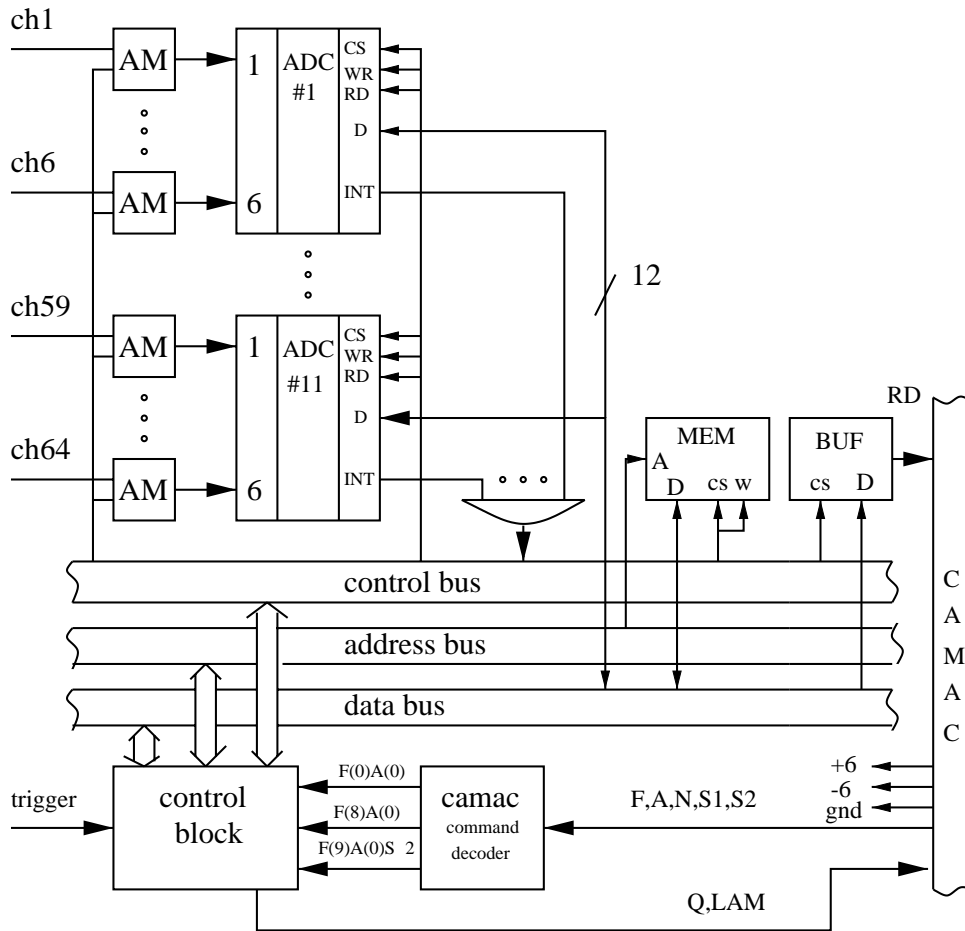 ch1
AM
1
ADC
#1
CS
WR
RD
D
INT
ch6
AM
6
12
ch59
AM
1
ADC
#11
CS
WR
RD
D
INT
ch64
AM
6
MEM
A
D
cs w
BUF
cs D
RD
C
A
M
A
C
control bus
address bus
data bus
trigger
control
block
F(0)A(0)
F(8)A(0)
F(9)A(0)S 2
camac
command
decoder
F,A,N,S1,S2
+6
-6
gnd
Q,LAM